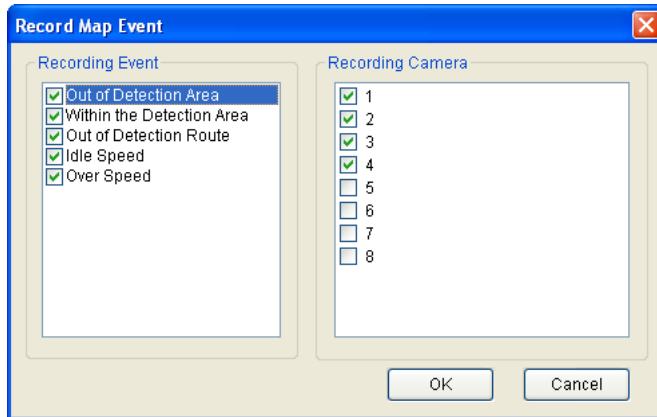 Record Map Event
Recording Event
Out of Detection Area
Within the Detection Area
Out of Detection Route
Idle Speed
Over Speed
Recording Camera
1
2
3
4
5
6
7
8
OK
Cancel